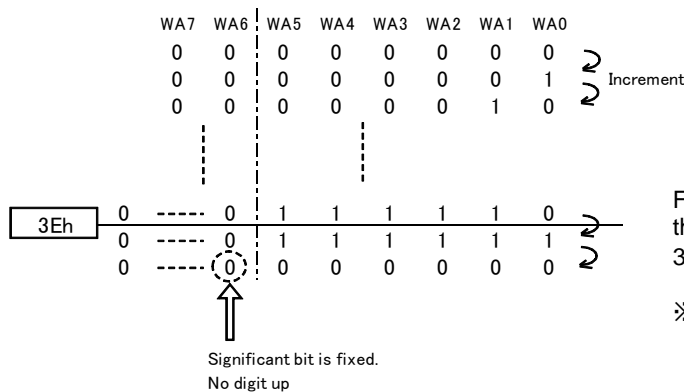 WA7 WA6 WA5 WA4 WA3 WA2 WA1 WA0
0 0 0 0 0 0 0 0
0 0 0 0 0 0 0 1 Increment
0 0 0 0 0 0 1 0
3Eh 0 ----- 0 1 1 1 1 1 0
0 ----- 0 1 1 1 1 1 1
0 ----- 0 0 0 0 0 0 0
F
th
3
※
Significant bit is fixed.
No digit up